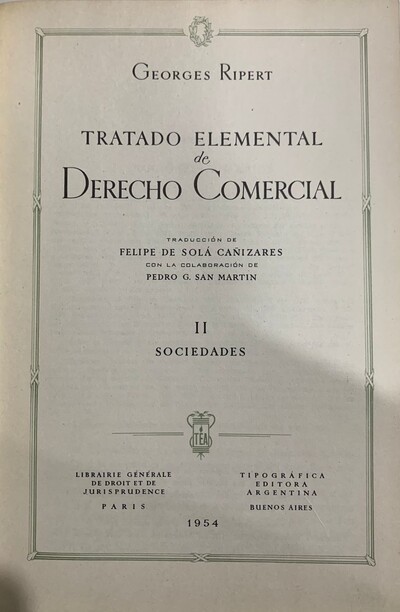 GEORGES RIPERT
TRATADO ELEMENTAL
de
DERECHO COMERCIAL
TRADUCCIÓN DE
FELIPE DE SOLÁ CAÑIZARES
CON LA COLABORACIÓN DE
PEDRO G. SAN MARTIN
II
SOCIEDADES
TEA
LIBRAIRIE GÉNÉRALE
DE DROIT ET DE
JURISPRUDENCE
PARIS
TIPOGRÁFICA
EDITORA
ARGENTINA
BUENOS AIRES
1954